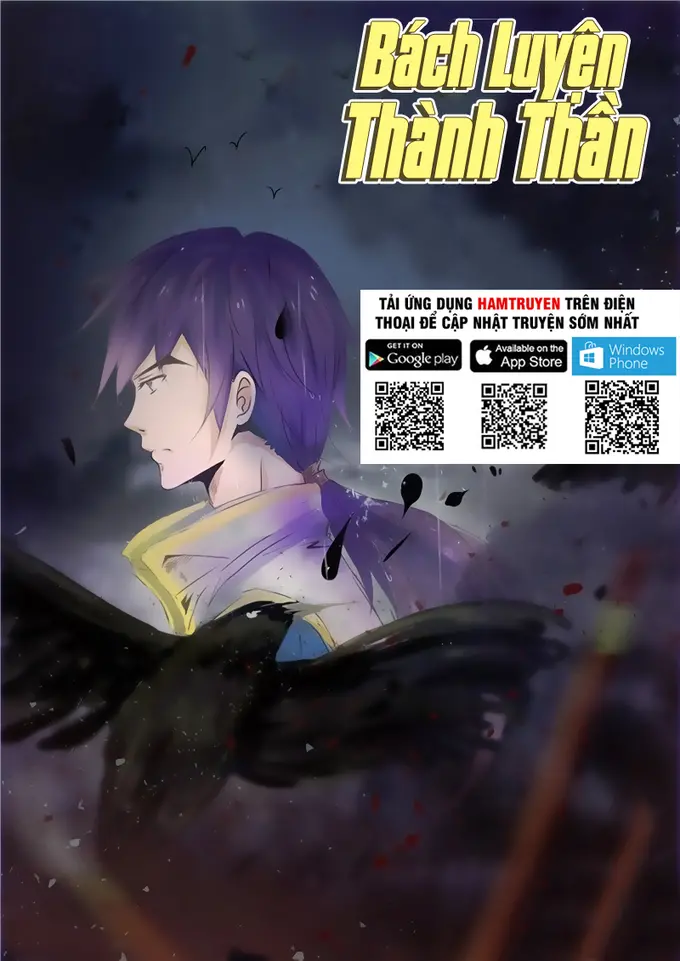 Bách Luyện
Thành Thần
TẢI ỨNG DỤNG HAMTRUYEN TRÊN ĐIỆN
THOẠI ĐỂ CẬP NHẬT TRUYỆN SỚM NHẤT
GET IT ON
Google play
Available on the
App Store
Windows
Phone